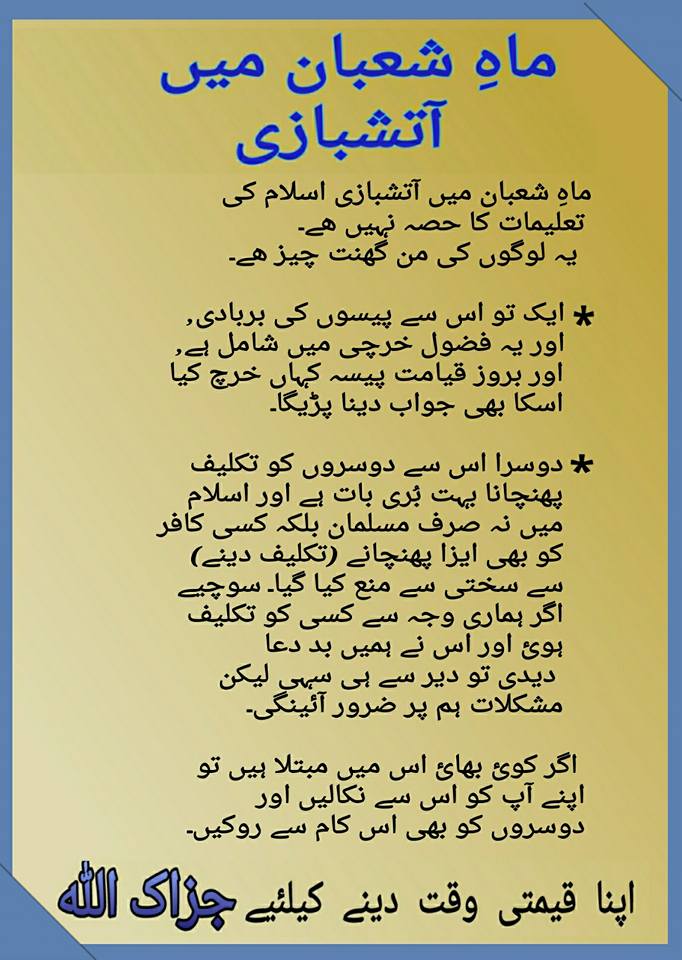 ماہِ شعبان میں
آتشبازی
ماہِ شعبان میں آتشبازی اسلام کی
تعلیمات کا حصہ نہیں ھے۔
یہ لوگوں کی من گھنت چیز ھے۔
* ایک تو اس سے پیسوں کی بربادی,
اور یہ فضول خرچی میں شامل ہے,
اور بروز قیامت پیسہ کہاں خرچ کیا
اسکا بھی جواب دینا پڑیگا۔
* دوسرا اس سے دوسروں کو تکلیف
پھنچانا بہت بُری بات ہے اور اسلام
میں نہ صرف مسلمان بلکہ کسی کافر
کو بھی ایزا پھنچانے (تکلیف دینے)
سے سختی سے منع کیا گیا۔ سوچیے
اگر ہماری وجہ سے کسی کو تکلیف
ہوئ اور اس نے ہمیں بد دعا
دیدی تو دیر سے ہی سہی لیکن
مشکلات ہم پر ضرور آئینگی۔
اگر کوئ بھائ اس میں مبتلا ہیں تو
اپنے آپ کو اس سے نکالیں اور
دوسروں کو بھی اس کام سے روکیں۔
اپنا قیمتی وقت دینے کیلئیے جزاک اللہ